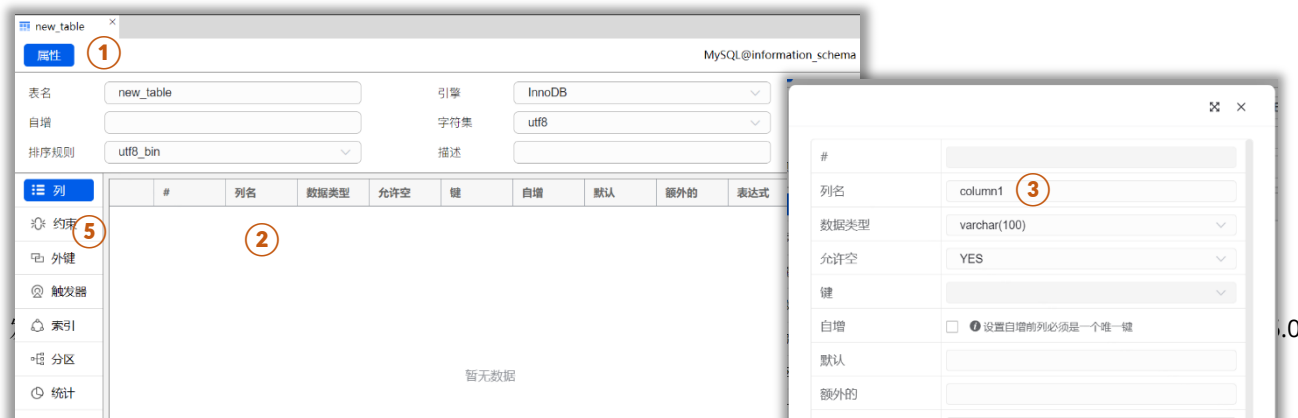 new_table ×
属性 ① MySQL@information_schema
表名 new_table 引擎 InnoDB
自增 字符集 utf8
排序规则 utf8_bin 描述
列 # 列名 数据类型 允许空 键 自增 默认 额外的 表达式
约束
⑤
②
外键
触发器
索引
分区
统计
暂无数据
#
列名 column1 ③
数据类型 varchar(100)
允许空 YES
键
自增 设置自增前列必须是一个唯一键
默认
额外的
.0